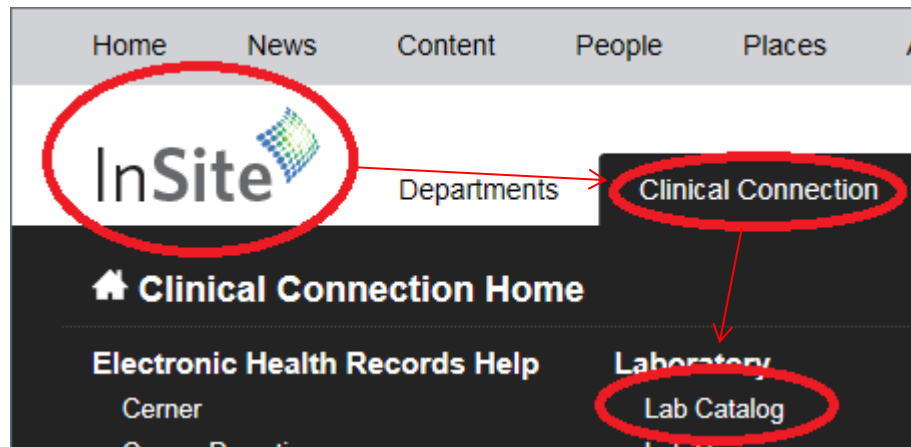 Home News Content People Places
InSite
Departments Clinical Connection
Clinical Connection Home
Electronic Health Records Help Laboratory
Cerner Lab Catalog